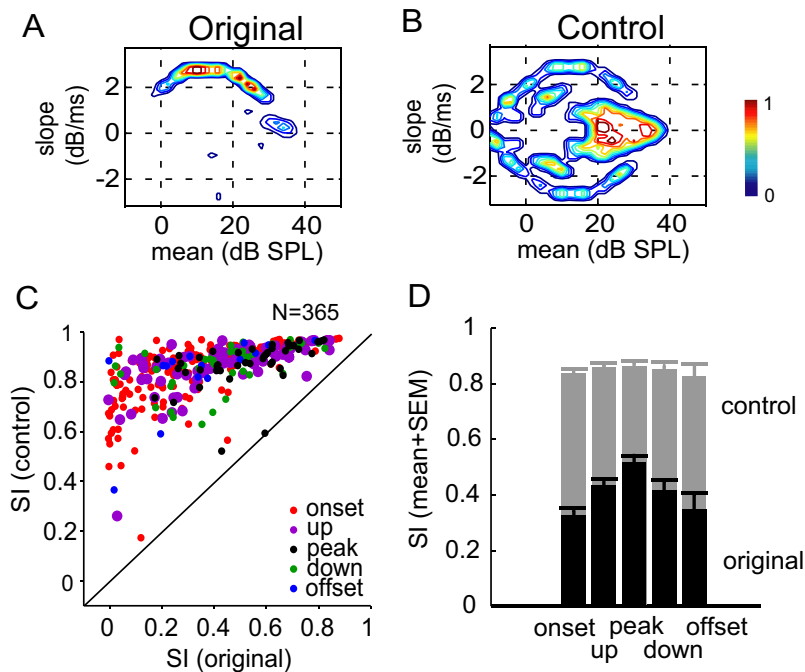 A
Original
slope
(dB/ms)
2
0
-2
0
20
40
mean (dB SPL)
B
Control
slope
(dB/ms)
2
0
-2
0
20
40
mean (dB SPL)
1
0
C
N=365
SI (control)
1
0.8
0.6
0.4
0.2
0
0
0.2
0.4
0.6
0.8
1
SI (original)
onset
up
peak
down
offset
D
SI (mean+SEM)
1
0.8
0.6
0.4
0.2
0
control
original
onset
up
peak
down
offset